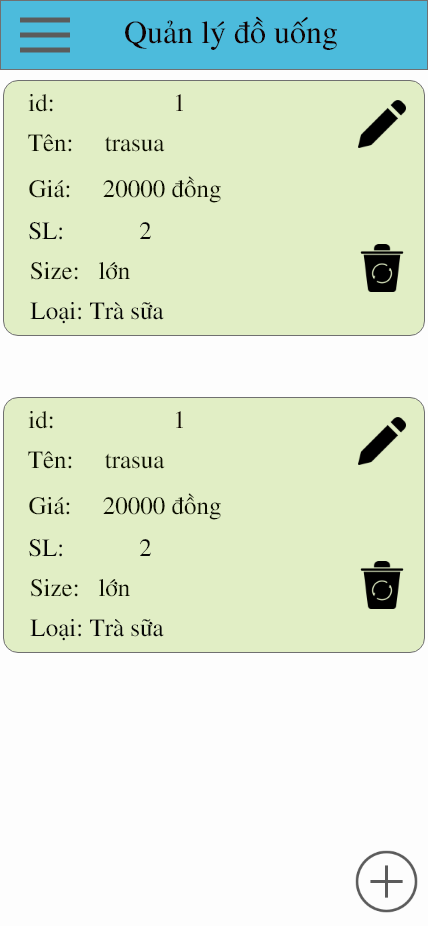 Quản lý đồ uống
id: 1
Tên: trasua
Giá: 20000 đồng
SL: 2
Size: lớn
Loại: Trà sữa
id: 1
Tên: trasua
Giá: 20000 đồng
SL: 2
Size: lớn
Loại: Trà sữa